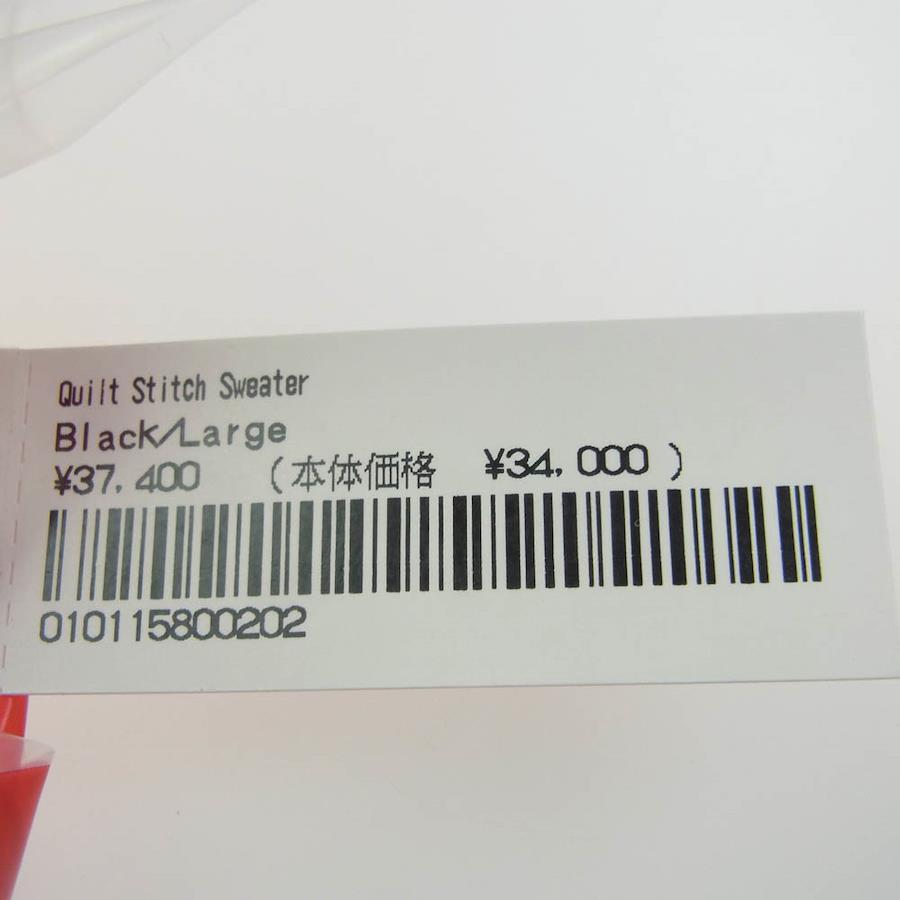 Quilt Stitch Sweater
Black/Large
¥37,400 (本体価格 ¥34,000 )
010115800202